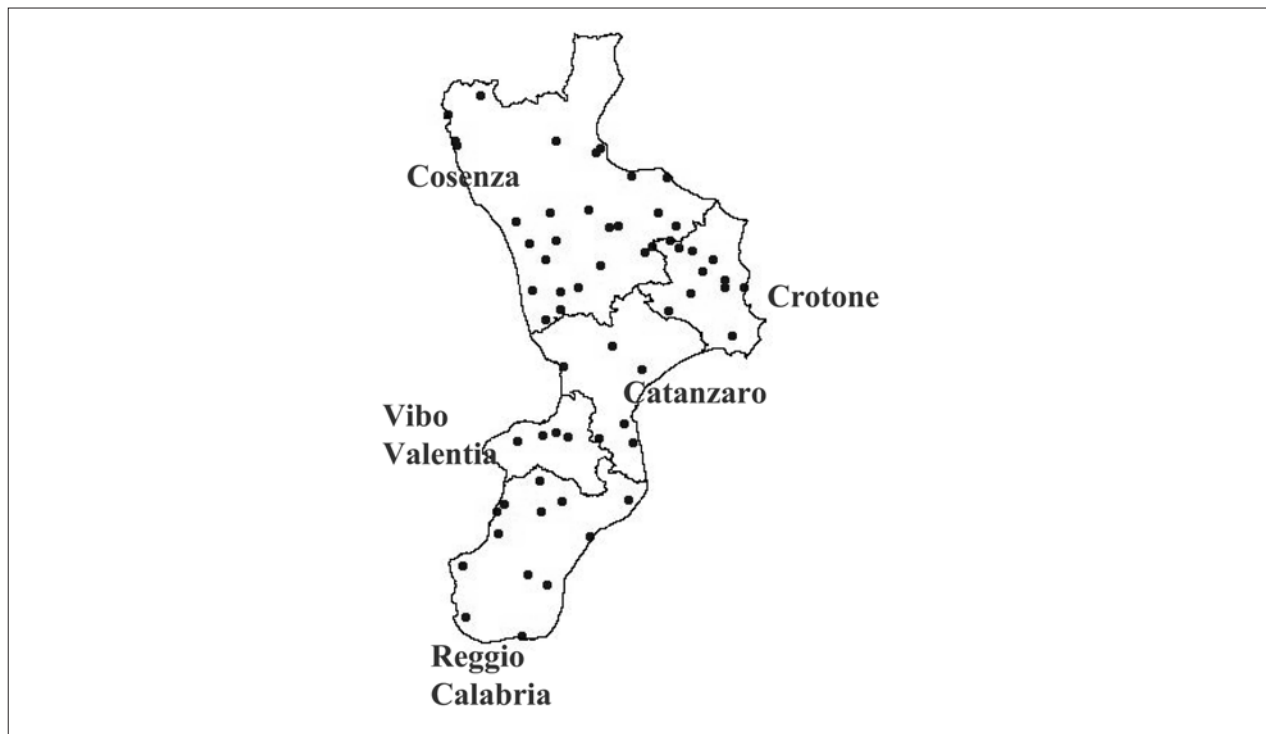 Cosenza
Crotone
Catanzaro
Vibo
Valentia
Reggio
Calabria